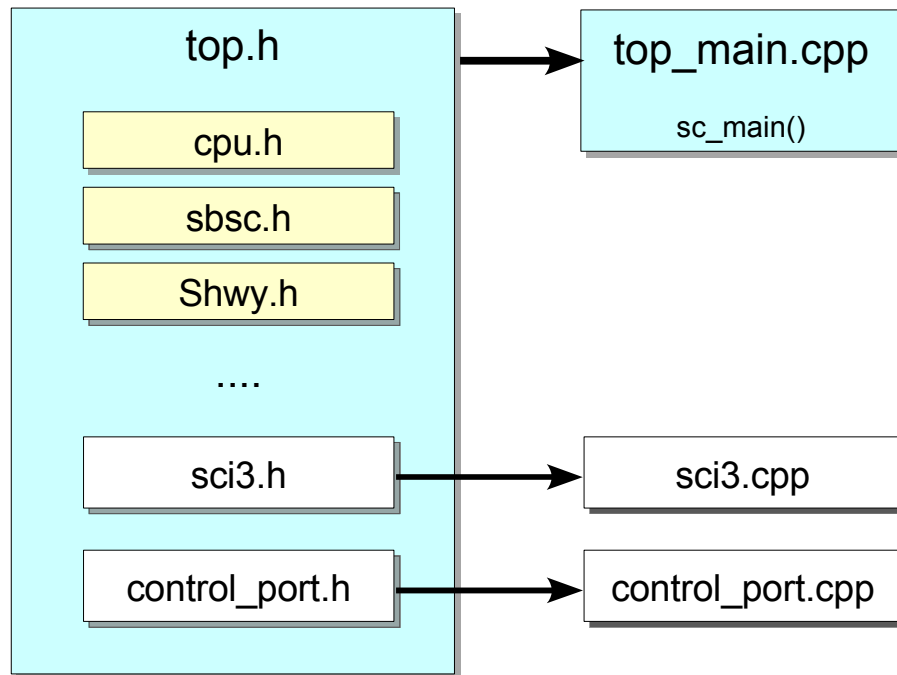 top.h
cpu.h
sbsc.h
Shwy.h
....
sci3.h
control_port.h
top_main.cpp
sc_main()
sci3.cpp
control_port.cpp